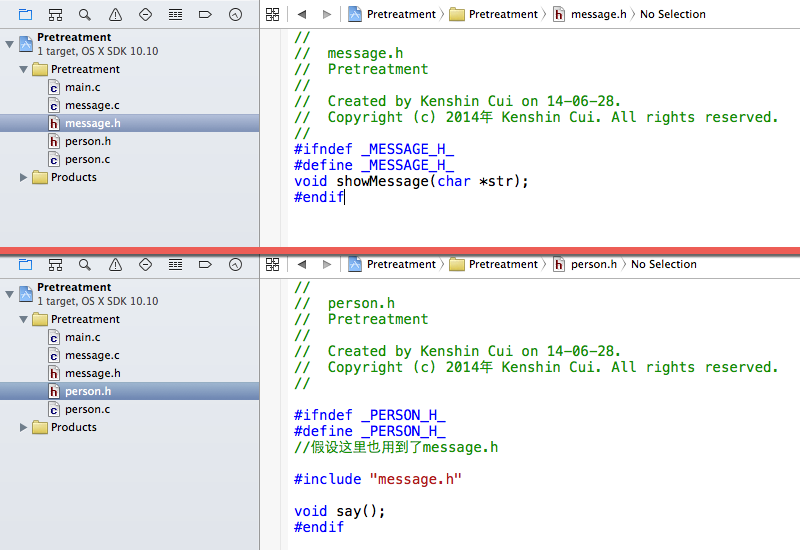 Pretreatment
1 target, OS X SDK 10.10
Pretreatment
main.c
message.c
message.h
person.h
person.c
Products
Pretreatment 〉 Pretreatment 〉 message.h 〉 No Selection
//
//  message.h
//  Pretreatment
//
//  Created by Kenshin Cui on 14-06-28.
//  Copyright (c) 2014年 Kenshin Cui. All rights reserved.
//
#ifndef _MESSAGE_H_
#define _MESSAGE_H_
void showMessage(char *str);
#endif
Pretreatment
1 target, OS X SDK 10.10
Pretreatment
main.c
message.c
message.h
person.h
person.c
Products
Pretreatment 〉 Pretreatment 〉 person.h 〉 No Selection
//
//  person.h
//  Pretreatment
//
//  Created by Kenshin Cui on 14-06-28.
//  Copyright (c) 2014年 Kenshin Cui. All rights reserved.
//
#ifndef _PERSON_H_
#define _PERSON_H_
//假设这里也用到了message.h
#include "message.h"
void say();
#endif